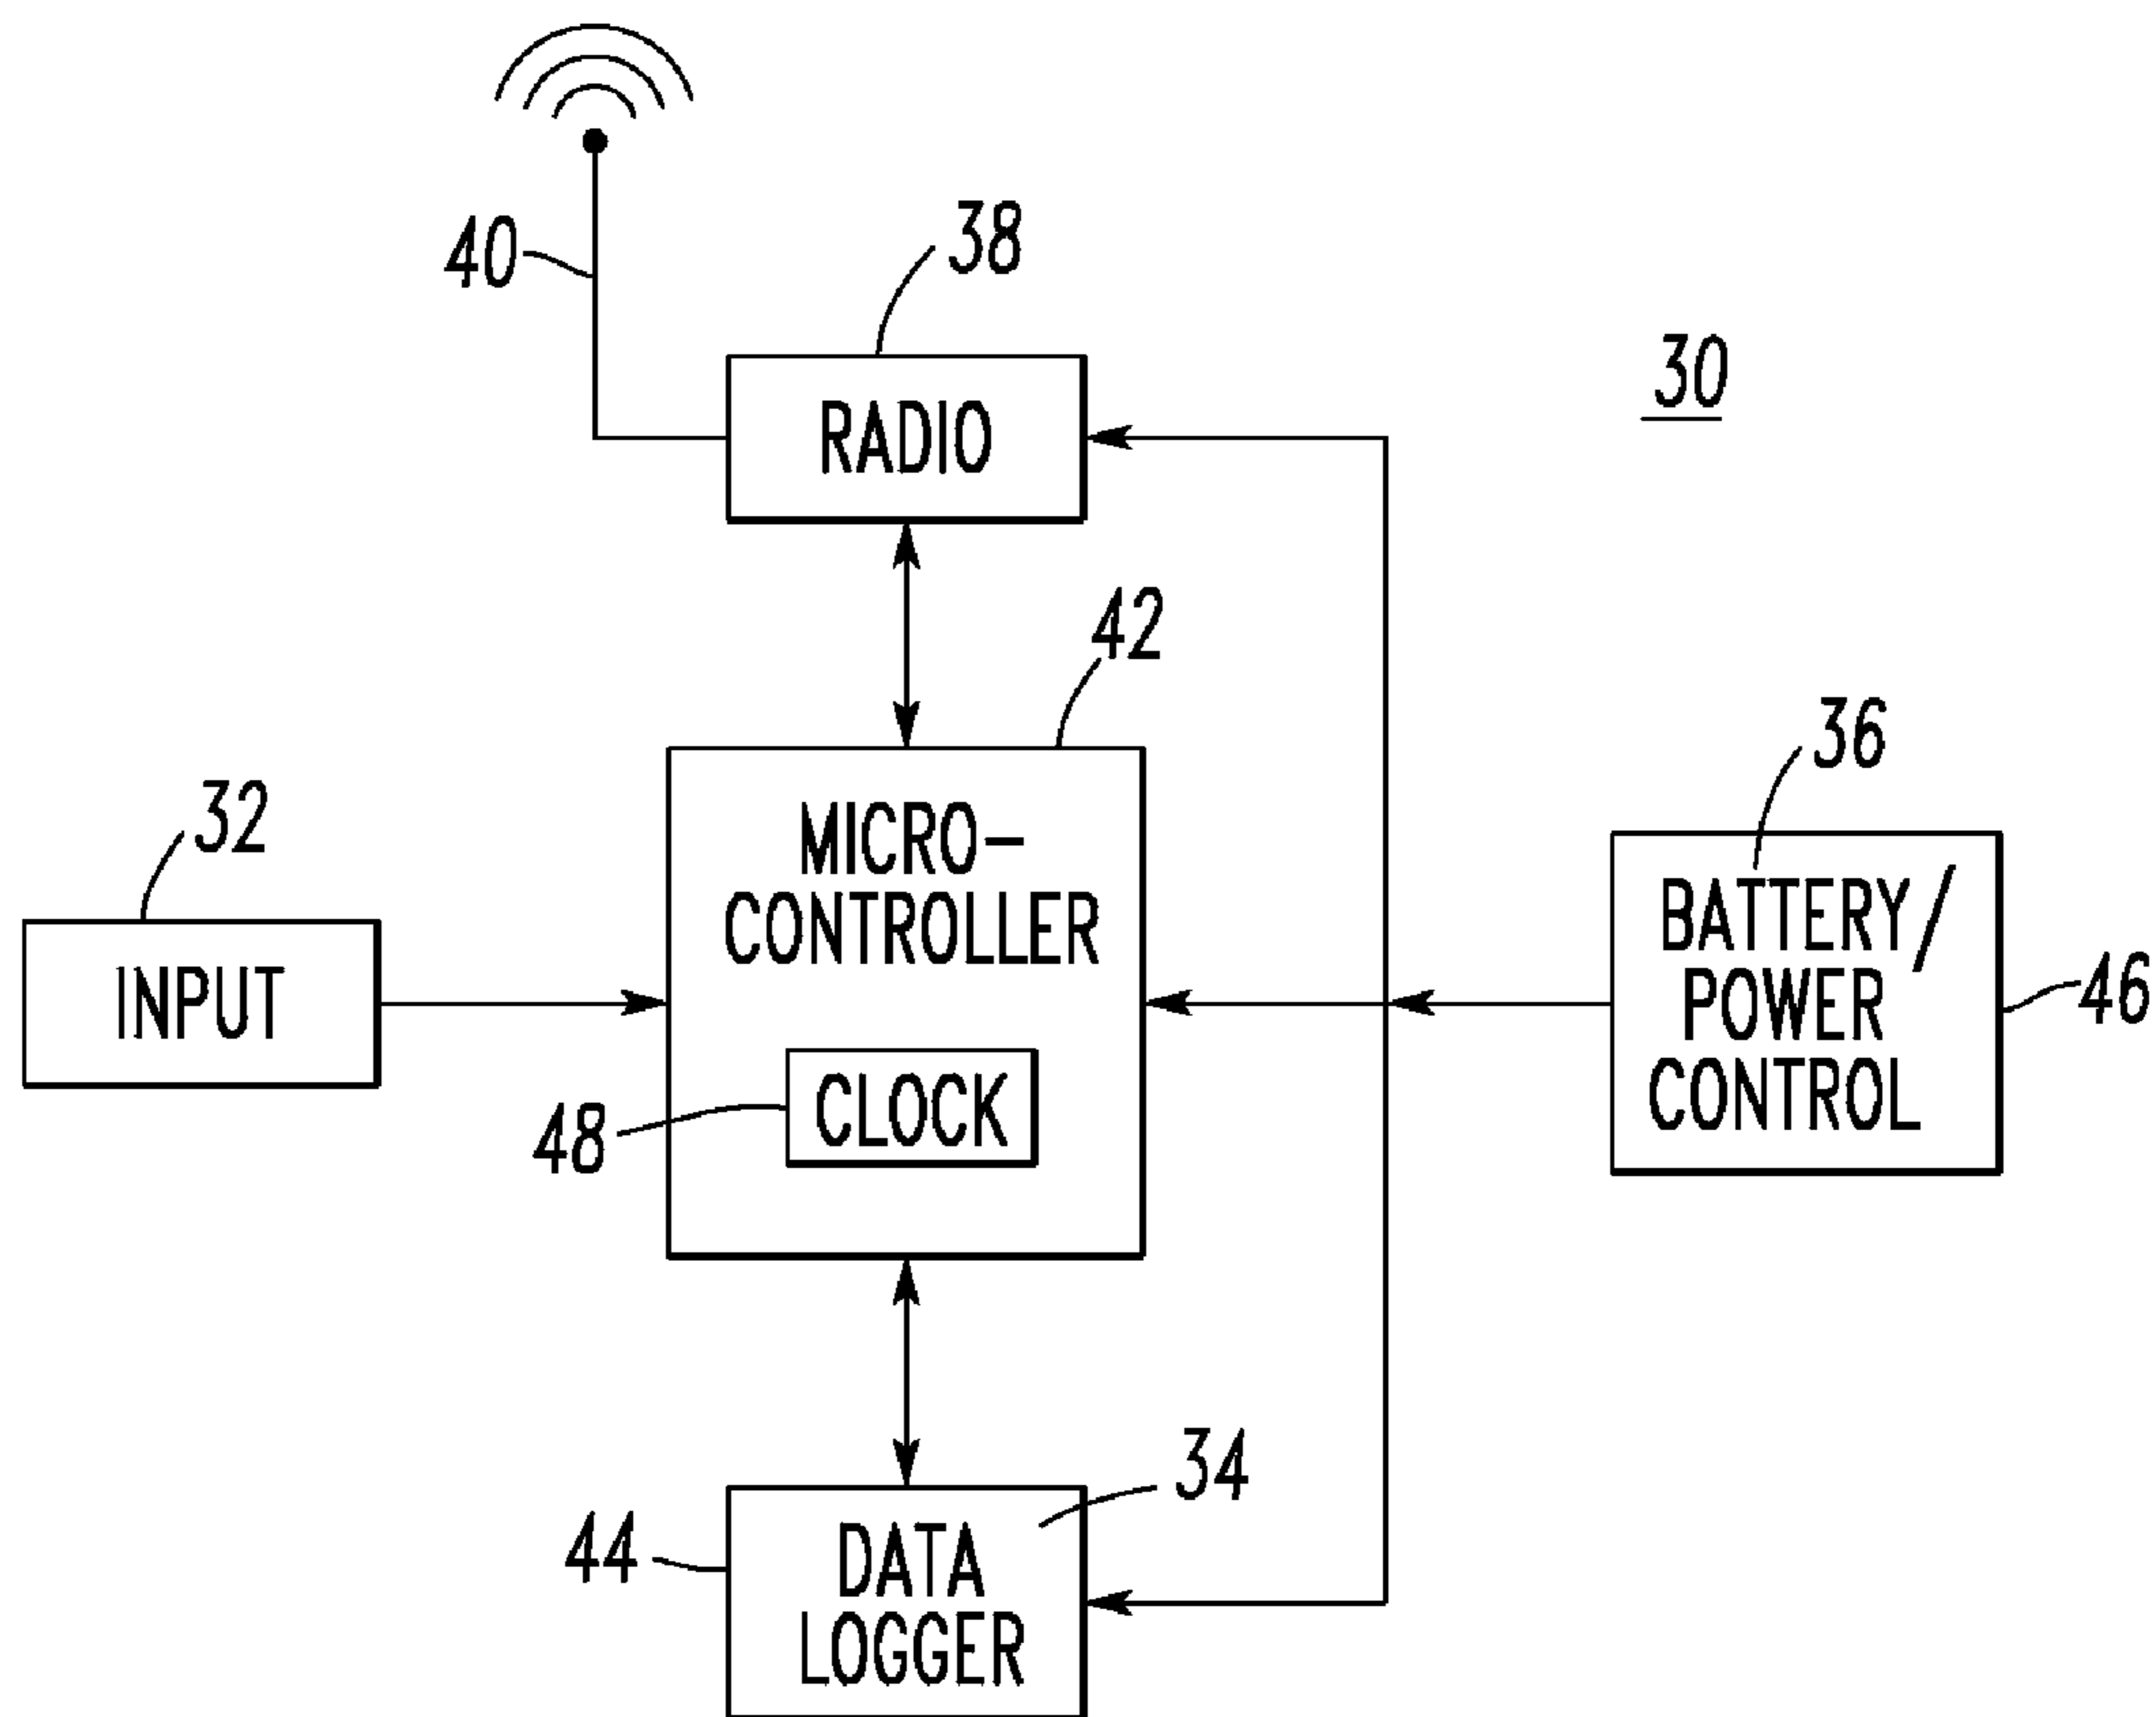 40
38
30
RADIO
42
36
32
MICRO-
CONTROLLER
BATTERY/
POWER
CONTROL
46
INPUT
CLOCK
48
34
44
DATA
LOGGER